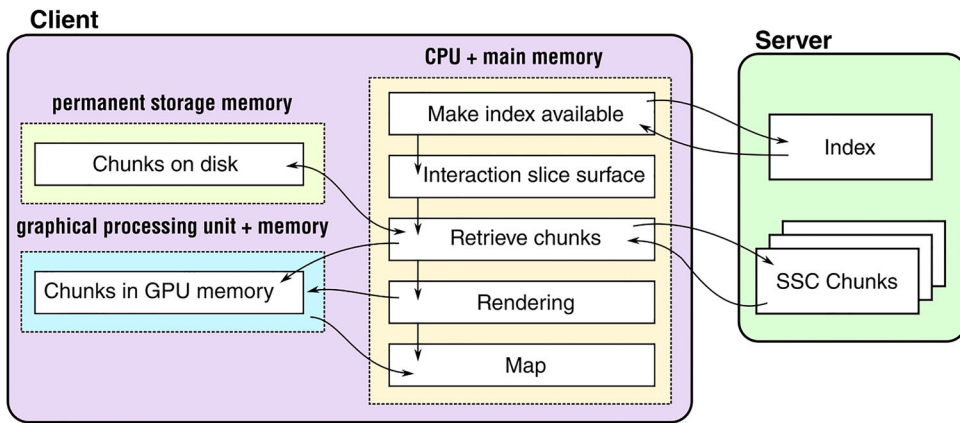 Client
CPU + main memory
permanent storage memory
Chunks on disk
graphical processing unit + memory
Chunks in GPU memory
Make index available
Interaction slice surface
Retrieve chunks
Rendering
Map
Server
Index
SSC Chunks